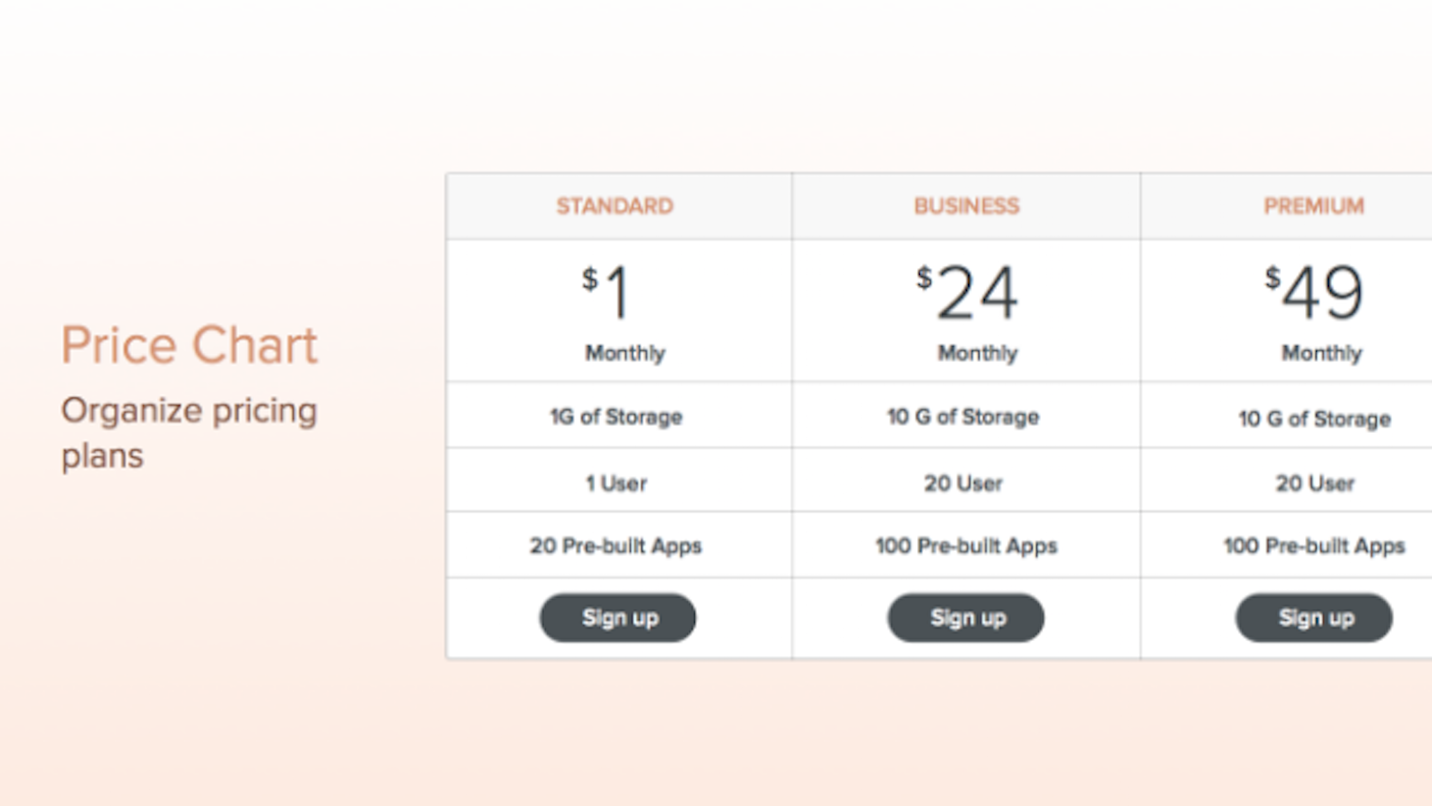 Price Chart
Organize pricing
plans
STANDARD BUSINESS PREMIUM
$1 $24 $49
Monthly Monthly Monthly
1G of Storage 10 G of Storage 10 G of Storage
1 User 20 User 20 User
20 Pre-built Apps 100 Pre-built Apps 100 Pre-built Apps
Sign up Sign up Sign up